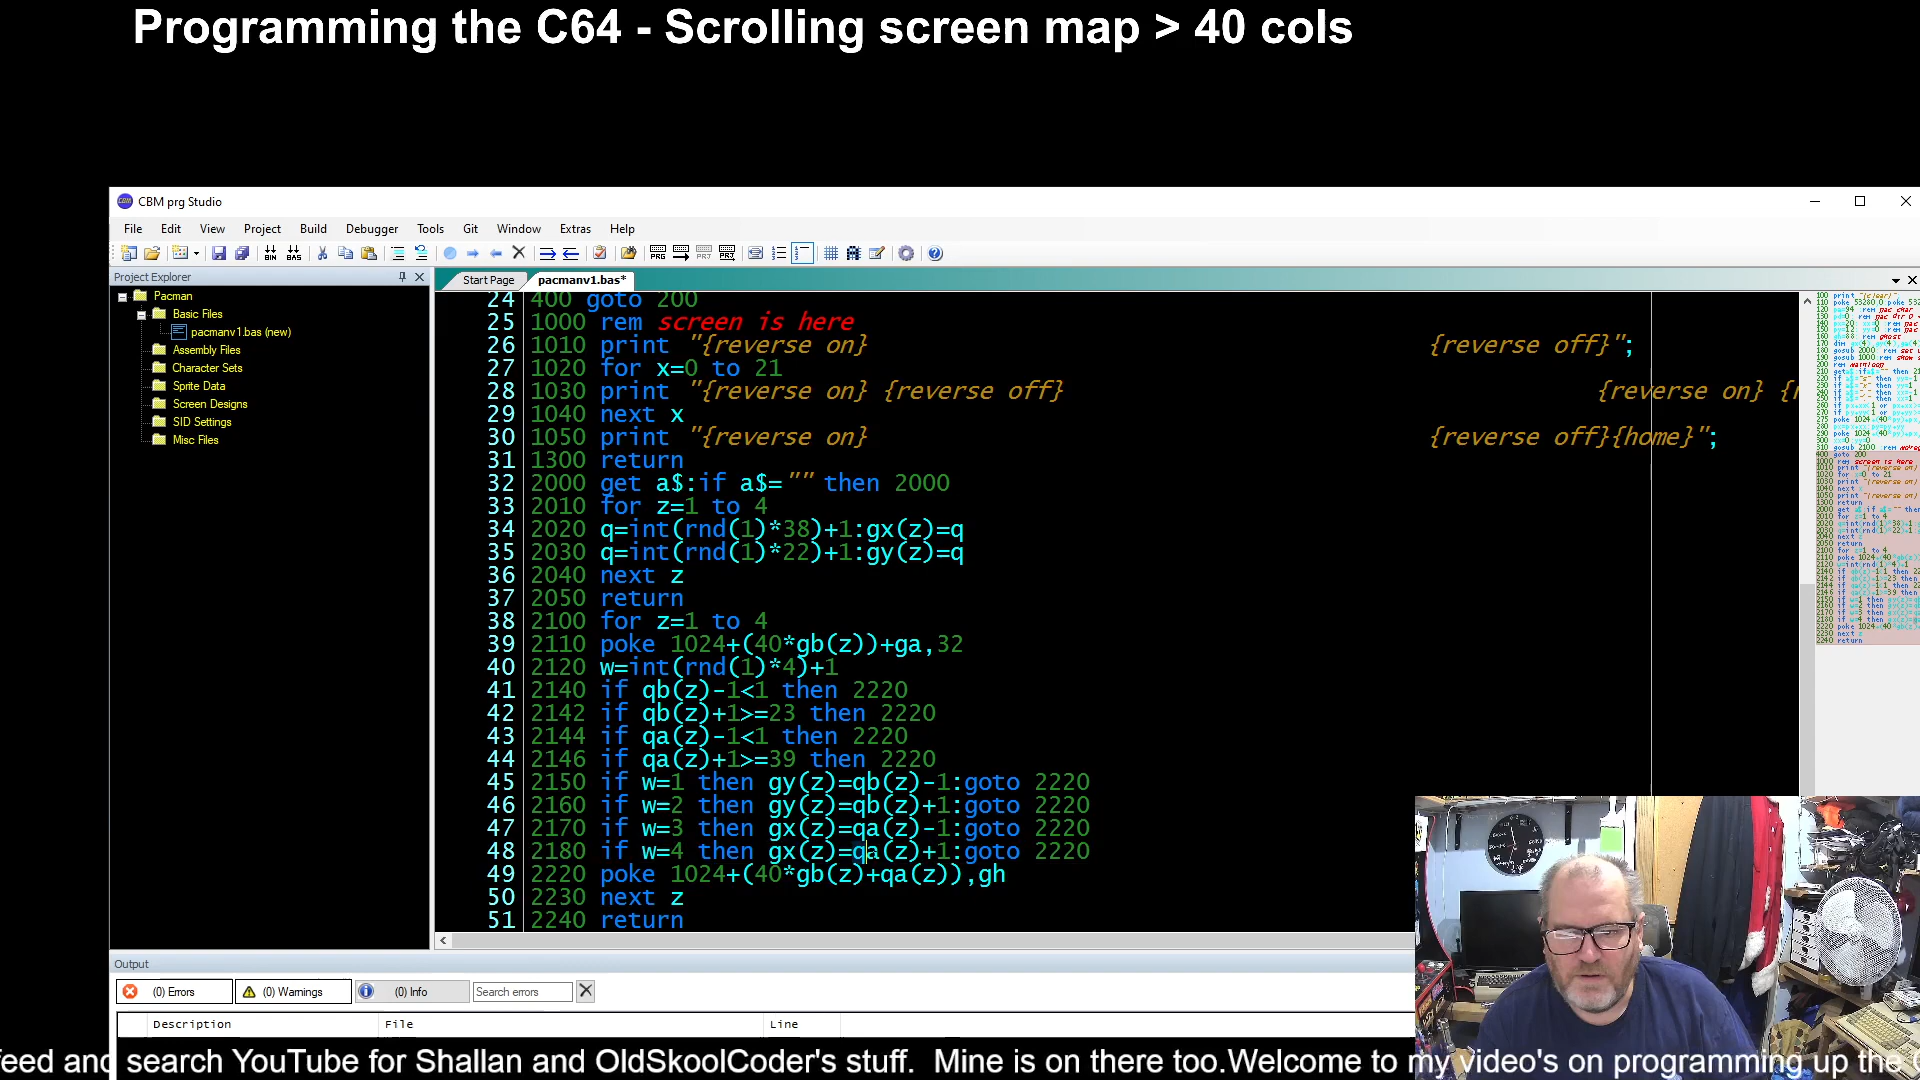 Programming the C64 - Scrolling screen map > 40 cols
CBM prg Studio
File Edit View Project Build Debugger Tools Git Window Extras Help
Project Explorer
Start Page
pacmanv1.bas*
Pacman
Basic Files
pacmanv1.bas (new)
Assembly Files
Character Sets
Sprite Data
Screen Designs
SID Settings
Misc Files
24 400 goto 200
25 1000 rem screen is here
26 1010 print "{reverse on} {reverse off}";
27 1020 for x=0 to 21
28 1030 print "{reverse on} {reverse off} {reverse on} {r
29 1040 next x
30 1050 print "{reverse on} {reverse off}{home}";
31 1300 return
32 2000 get a$:if a$="" then 2000
33 2010 for z=1 to 4
34 2020 q=int(rnd(1)*38)+1:gx(z)=q
35 2030 q=int(rnd(1)*22)+1:gy(z)=q
36 2040 next z
37 2050 return
38 2100 for z=1 to 4
39 2110 poke 1024+(40*gb(z))+ga,32
40 2120 w=int(rnd(1)*4)+1
41 2140 if qb(z)-1<1 then 2220
42 2142 if qb(z)+1>=23 then 2220
43 2144 if qa(z)-1<1 then 2220
44 2146 if qa(z)+1>=39 then 2220
45 2150 if w=1 then gy(z)=qb(z)-1:goto 2220
46 2160 if w=2 then gy(z)=qb(z)+1:goto 2220
47 2170 if w=3 then gx(z)=qa(z)-1:goto 2220
48 2180 if w=4 then gx(z)=qa(z)+1:goto 2220
49 2220 poke 1024+(40*gb(z)+qa(z)),gh
50 2230 next z
51 2240 return
Output
(0) Errors
(0) Warnings
(0) Info
Search errors
Description File Line
feed and search YouTube for Shallan and OldSkoolCoder's stuff. Mine is on there too.Welcome to my video's on programming up the